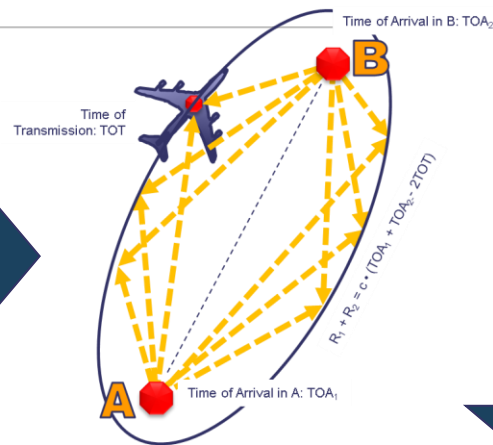 Time of Arrival in B: TOA₂
B
Time of
Transmission: TOT
R₁ + R₂ = c • (TOA₁ + TOA₂ - 2TOT)
A
Time of Arrival in A: TOA₁